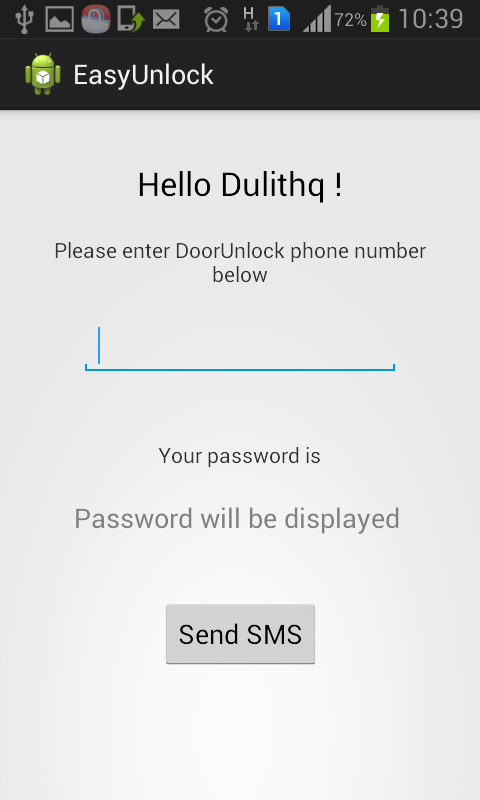 H 1 72% 10:39
EasyUnlock
Hello Dulithq !
Please enter DoorUnlock phone number
below
Your password is
Password will be displayed
Send SMS